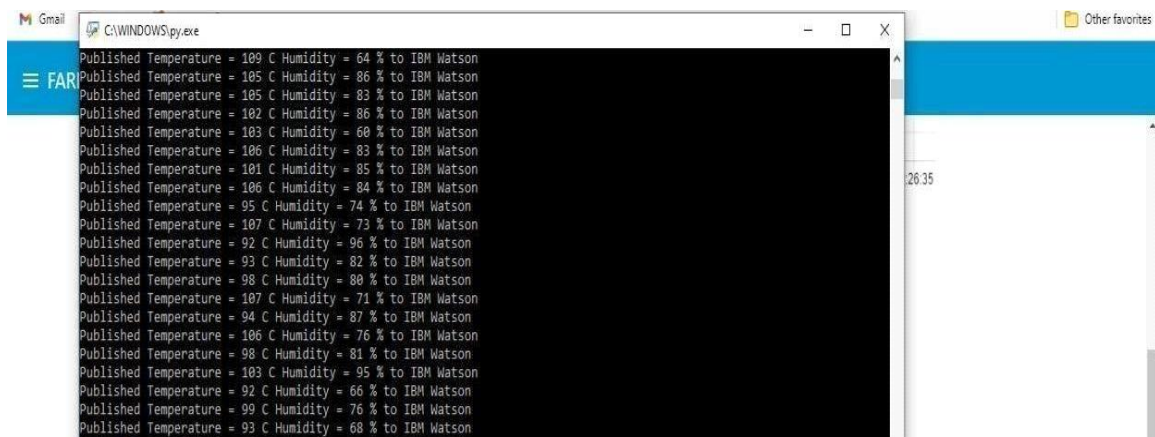 Gmail
Other favorites
C:\WINDOWS\py.exe
FAR
Published Temperature = 109 C Humidity = 64 % to IBM Watson
Published Temperature = 105 C Humidity = 86 % to IBM Watson
Published Temperature = 105 C Humidity = 83 % to IBM Watson
Published Temperature = 102 C Humidity = 86 % to IBM Watson
Published Temperature = 103 C Humidity = 60 % to IBM Watson
Published Temperature = 106 C Humidity = 83 % to IBM Watson
Published Temperature = 101 C Humidity = 85 % to IBM Watson
Published Temperature = 106 C Humidity = 84 % to IBM Watson
Published Temperature = 95 C Humidity = 74 % to IBM Watson
Published Temperature = 107 C Humidity = 73 % to IBM Watson
Published Temperature = 92 C Humidity = 96 % to IBM Watson
Published Temperature = 93 C Humidity = 82 % to IBM Watson
Published Temperature = 98 C Humidity = 80 % to IBM Watson
Published Temperature = 107 C Humidity = 71 % to IBM Watson
Published Temperature = 94 C Humidity = 87 % to IBM Watson
Published Temperature = 106 C Humidity = 76 % to IBM Watson
Published Temperature = 98 C Humidity = 81 % to IBM Watson
Published Temperature = 103 C Humidity = 95 % to IBM Watson
Published Temperature = 92 C Humidity = 66 % to IBM Watson
Published Temperature = 99 C Humidity = 76 % to IBM Watson
Published Temperature = 93 C Humidity = 68 % to IBM Watson
:26:35